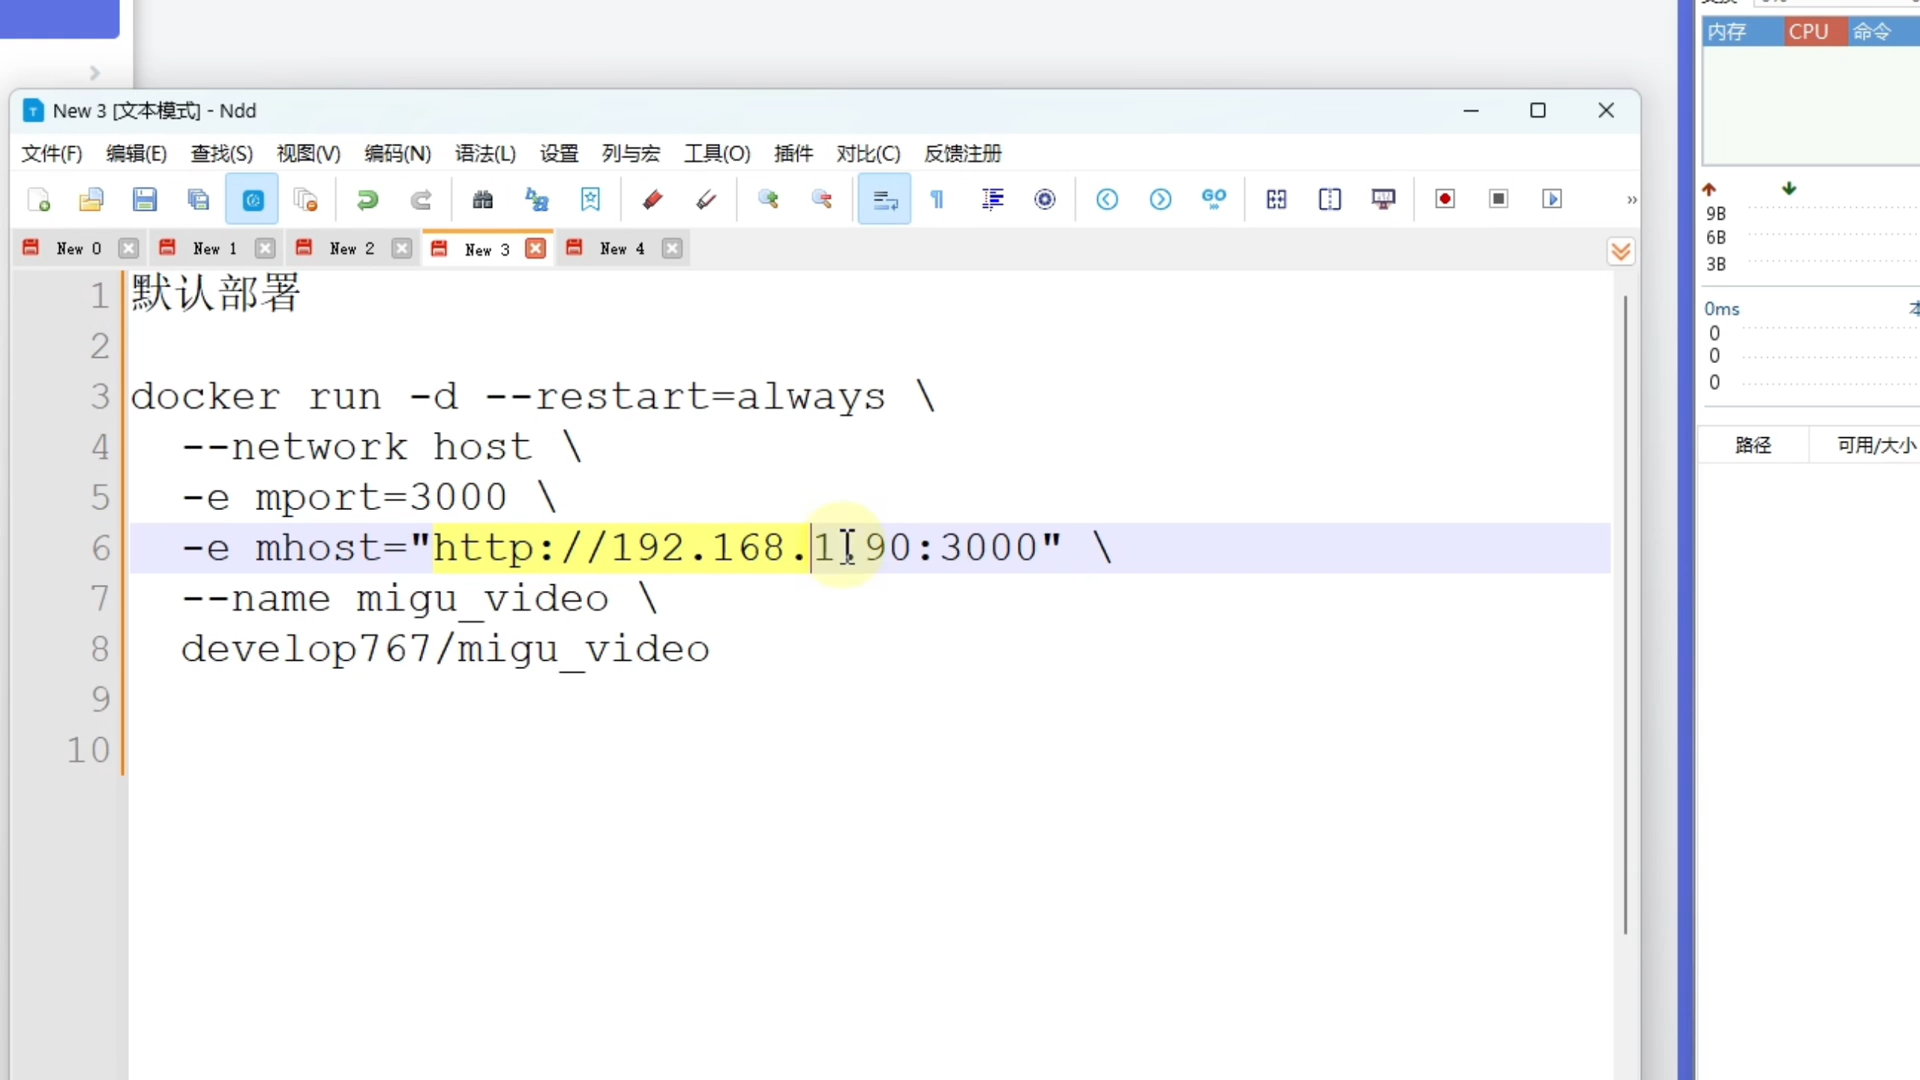 内存 CPU 命令
New 3 [文本模式] - Ndd
文件(F) 编辑(E) 查找(S) 视图(V) 编码(N) 语法(L) 设置 列与宏 工具(O) 插件 对比(C) 反馈注册
New 0 New 1 New 2 New 3 New 4
9B
6B
3B
0ms
0
0
0
路径 可用/大小
1 默认部署
2
3 docker run -d --restart=always \
4 --network host \
5 -e mport=3000 \
6 -e mhost="http://192.168.1.90:3000" \
7 --name migu_video \
8 develop767/migu_video
9
10